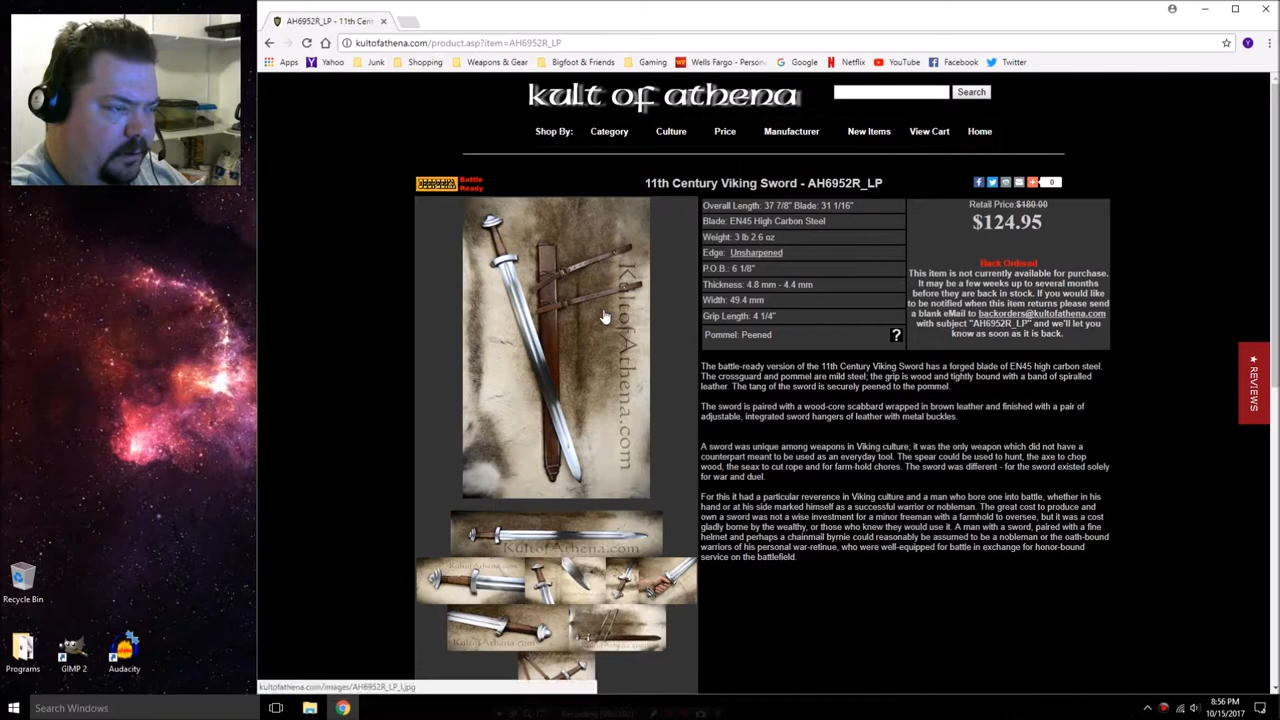 AH6952R_LP - 11th Cent
kultofathena.com/product.asp?item=AH6952R_LP
Apps Yahoo Junk Shopping Weapons & Gear Bigfoot & Friends Gaming Wells Fargo - Person Google Netflix YouTube Facebook Twitter
kult of athena
Search
Shop By: Category Culture Price Manufacturer New Items View Cart Home
Battle
Ready
11th Century Viking Sword - AH6952R_LP
0
Overall Length: 37 7/8" Blade: 31 1/16"
Blade: EN45 High Carbon Steel
Weight: 3 lb 2.6 oz
Edge: Unsharpened
P.O.B.: 6 1/8"
Thickness: 4.8 mm - 4.4 mm
Width: 49.4 mm
Grip Length: 4 1/4"
Pommel: Peened
?
Retail Price:$180.00
$124.95
Back Ordered
This item is not currently available for purchase.
It may be a few weeks up to several months
before they are back in stock. If you would like
to be notified when this item returns please send
a blank eMail to backorders@kultofathena.com
with subject "AH6952R_LP" and we'll let you
know as soon as it is back.
KultofAthena.com
★ REVIEWS
The battle-ready version of the 11th Century Viking Sword has a forged blade of EN45 high carbon steel.
The crossguard and pommel are mild steel, the grip is wood and tightly bound with a band of spiralled
leather. The tang of the sword is securely peened to the pommel.
The sword is paired with a wood-core scabbard wrapped in brown leather and finished with a pair of
adjustable, integrated sword hangers of leather with metal buckles.
A sword was unique among weapons in Viking culture; it was the only weapon which did not have a
counterpart meant to be used as an everyday tool. The spear could be used to hunt, the axe to chop
wood, the seax to cut rope and for farm-hold chores. The sword was different - for the sword existed solely
for war and duel.
For this it had a particular reverence in Viking culture and a man who bore one into battle, whether in his
hand or at his side marked himself as a successful warrior or nobleman. The great cost to produce and
own a sword was not a wise investment for a minor freeman with a farmhold to oversee, but it was a cost
gladly borne by the wealthy, or those who knew they would use it. A man with a sword, paired with a fine
helmet and perhaps a chainmail byrnie could reasonably be assumed to be a nobleman or the oath-bound
warriors of his personal war-retinue, who were well-equipped for battle in exchange for honor-bound
service on the battlefield.
KultofAthena.com
Recycle Bin
Programs GIMP 2 Audacity
kultofathena.com/images/AH6952R_LP_l.jpg
Search Windows
8:56 PM
10/15/2017